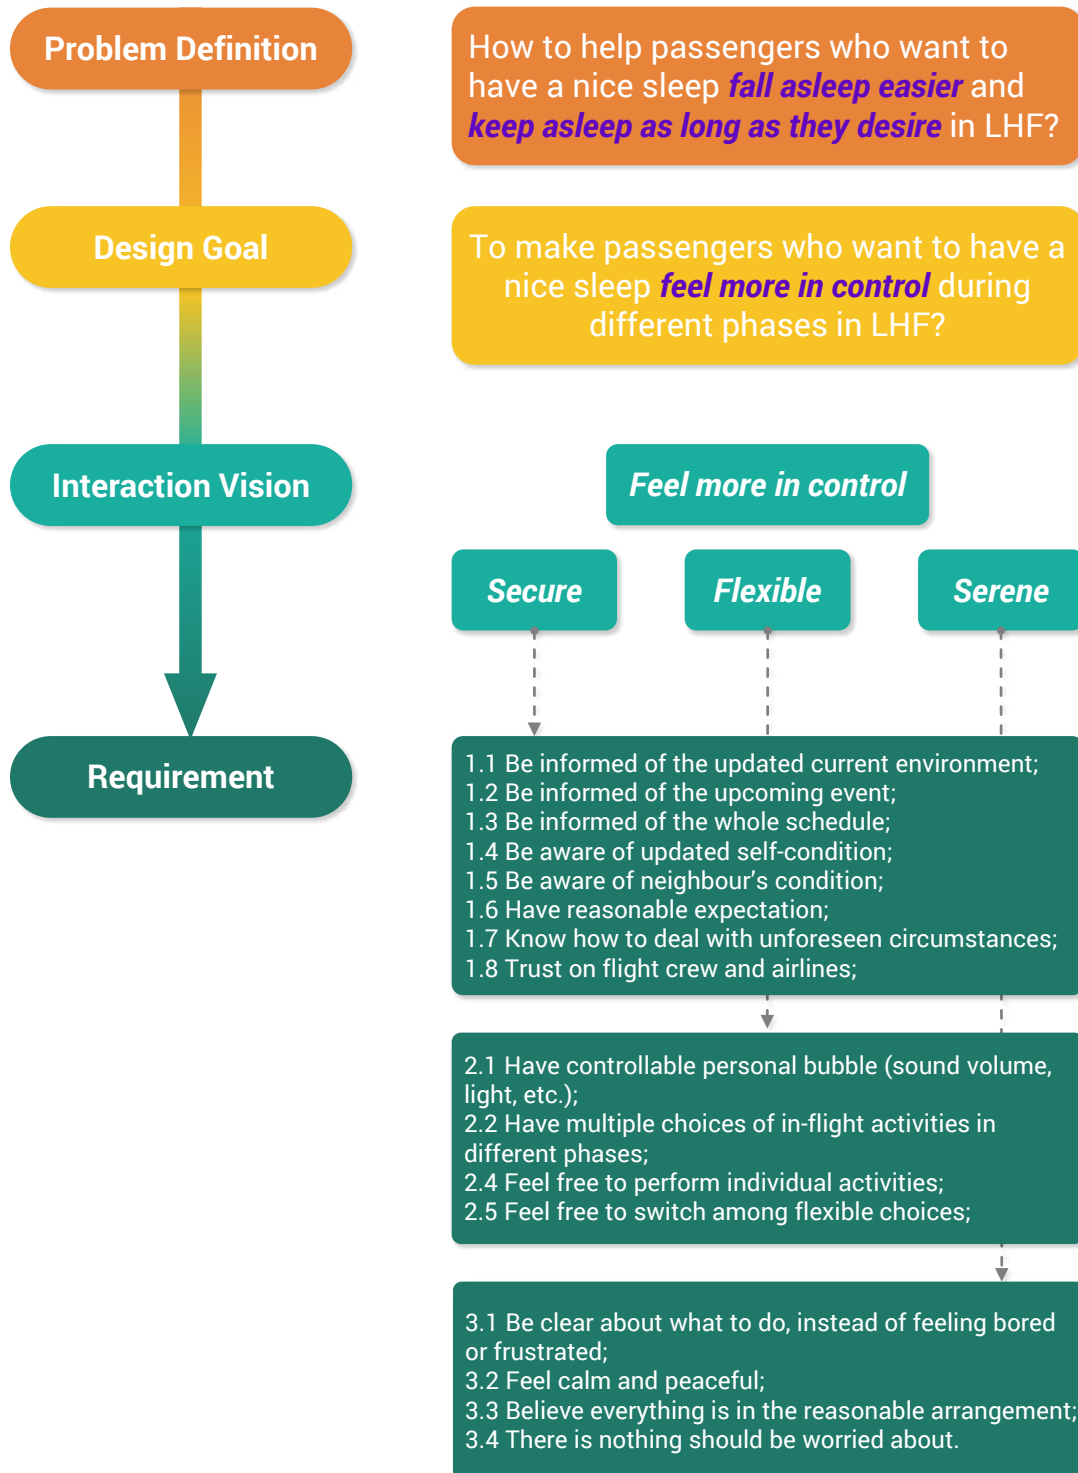 Problem Definition
How to help passengers who want to
have a nice sleep fall asleep easier and
keep asleep as long as they desire in LHF?
Design Goal
To make passengers who want to have a
nice sleep feel more in control during
different phases in LHF?
Interaction Vision
Feel more in control
Secure
Flexible
Serene
Requirement
1.1 Be informed of the updated current environment;
1.2 Be informed of the upcoming event;
1.3 Be informed of the whole schedule;
1.4 Be aware of updated self-condition;
1.5 Be aware of neighbour's condition;
1.6 Have reasonable expectation;
1.7 Know how to deal with unforeseen circumstances;
1.8 Trust on flight crew and airlines;
2.1 Have controllable personal bubble (sound volume,
light, etc.);
2.2 Have multiple choices of in-flight activities in
different phases;
2.4 Feel free to perform individual activities;
2.5 Feel free to switch among flexible choices;
3.1 Be clear about what to do, instead of feeling bored
or frustrated;
3.2 Feel calm and peaceful;
3.3 Believe everything is in the reasonable arrangement;
3.4 There is nothing should be worried about.